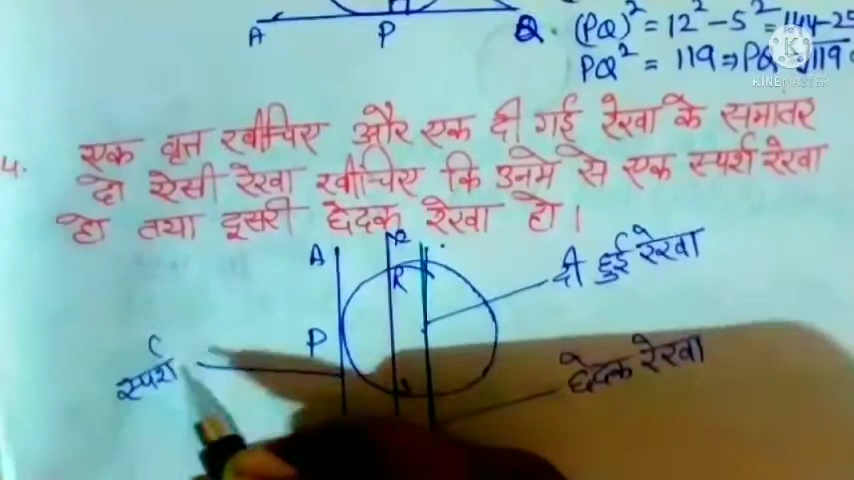 A P Q. (PQ)² = 12² - 5² = 144-25
PQ² = 119 ⇒ PQ √119
KINEMASTER
4. एक वृत्त खींचिए और एक दी गई रेखा के समांतर
दो ऐसी रेखा खींचिए कि उनमे से एक स्पर्श रेखा
हो तथा दूसरी छेदक रेखा हो।
A R दी हुई रेखा
P
स्पर्श छेदक रेखा